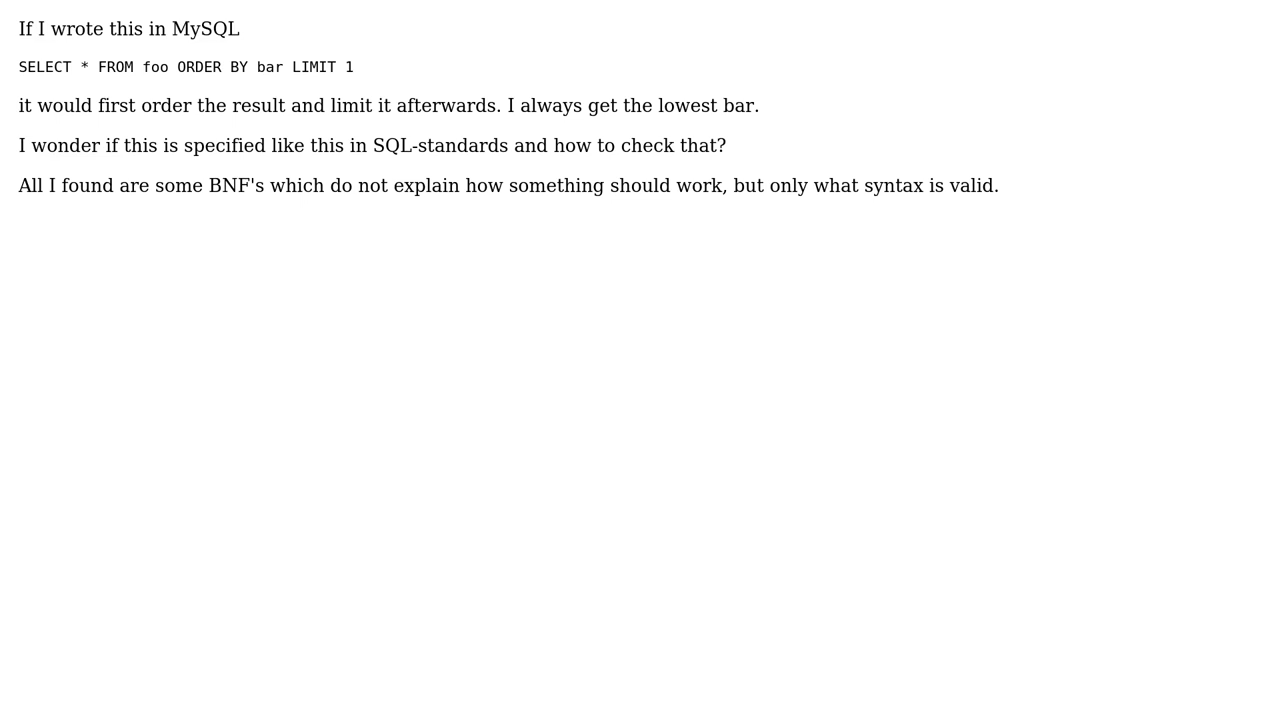 If I wrote this in MySQL
SELECT * FROM foo ORDER BY bar LIMIT 1
it would first order the result and limit it afterwards. I always get the lowest bar.
I wonder if this is specified like this in SQL-standards and how to check that?
All I found are some BNF's which do not explain how something should work, but only what syntax is valid.